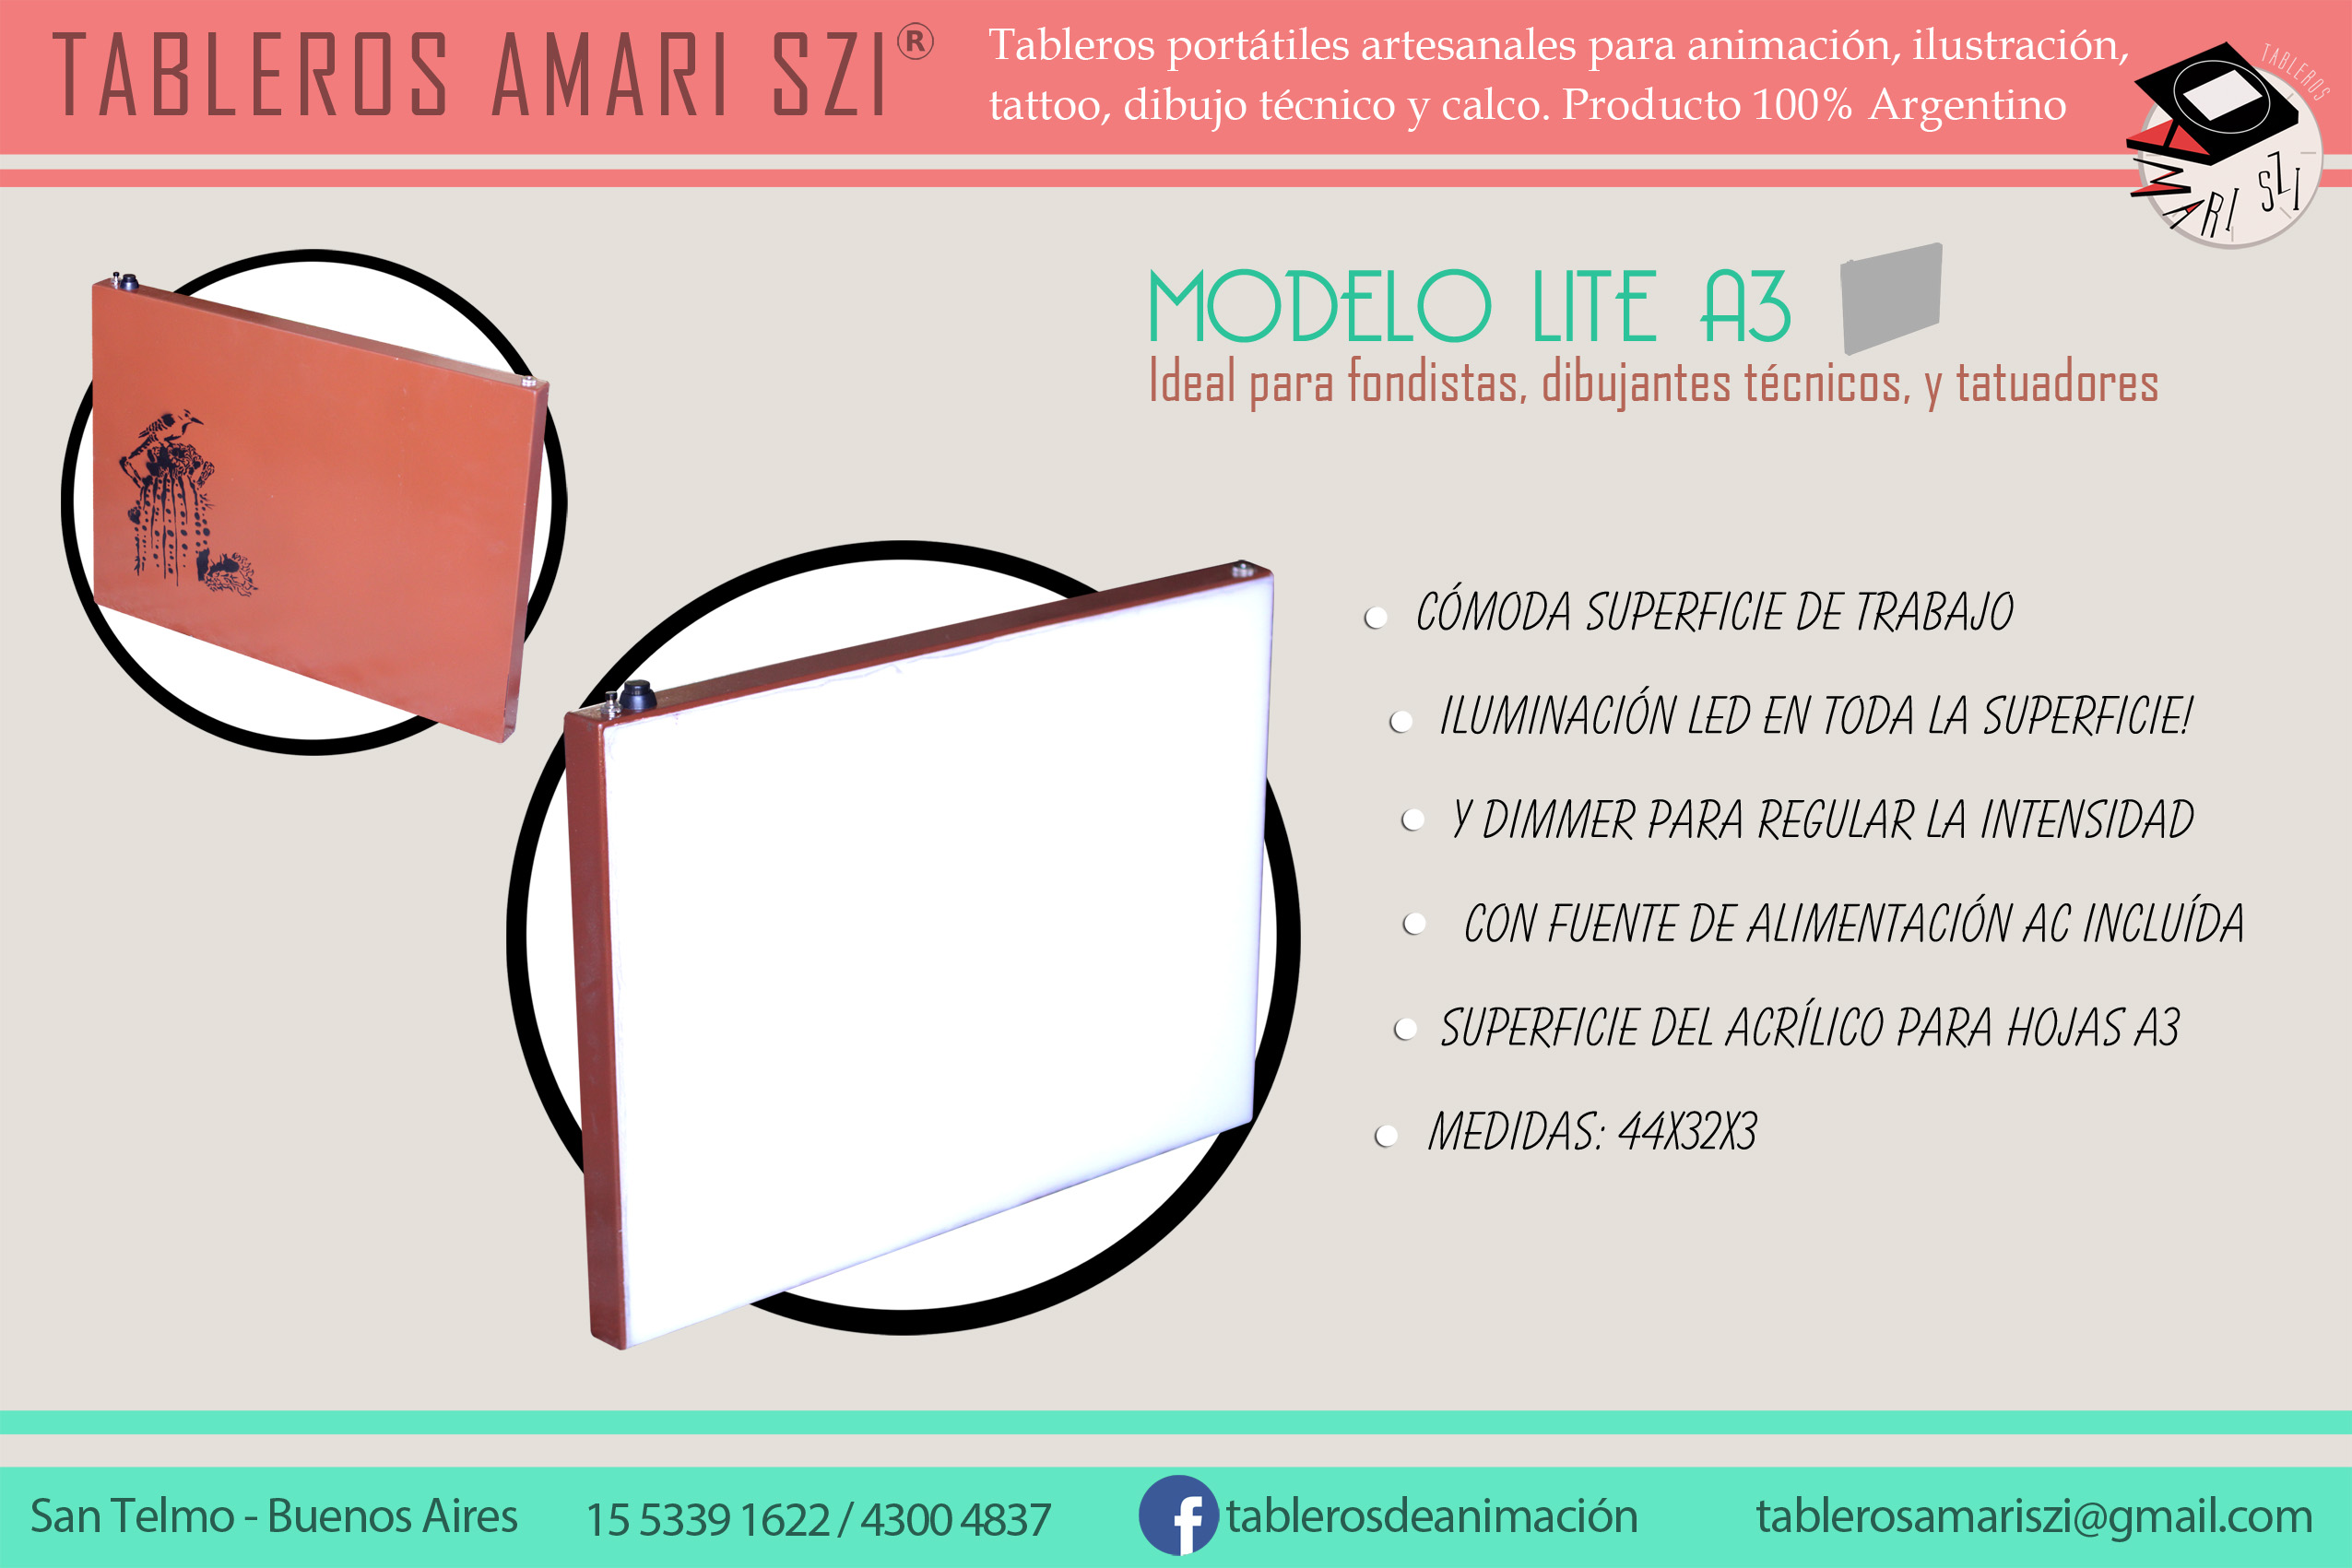 TABLEROS AMARI SZI®
Tableros portátiles artesanales para animación, ilustración,
tattoo, dibujo técnico y calco. Producto 100% Argentino
TABLEROS
AMARI SZI
MODELO LITE A3
Ideal para fondistas, dibujantes técnicos, y tatuadores
CÓMODA SUPERFICIE DE TRABAJO
ILUMINACIÓN LED EN TODA LA SUPERFICIE!
Y DIMMER PARA REGULAR LA INTENSIDAD
CON FUENTE DE ALIMENTACIÓN AC INCLUÍDA
SUPERFICIE DEL ACRÍLICO PARA HOJAS A3
MEDIDAS: 44X32X3
San Telmo - Buenos Aires
15 5339 1622 / 4300 4837
f tablerosdeanimación
tablerosamariszi@gmail.com